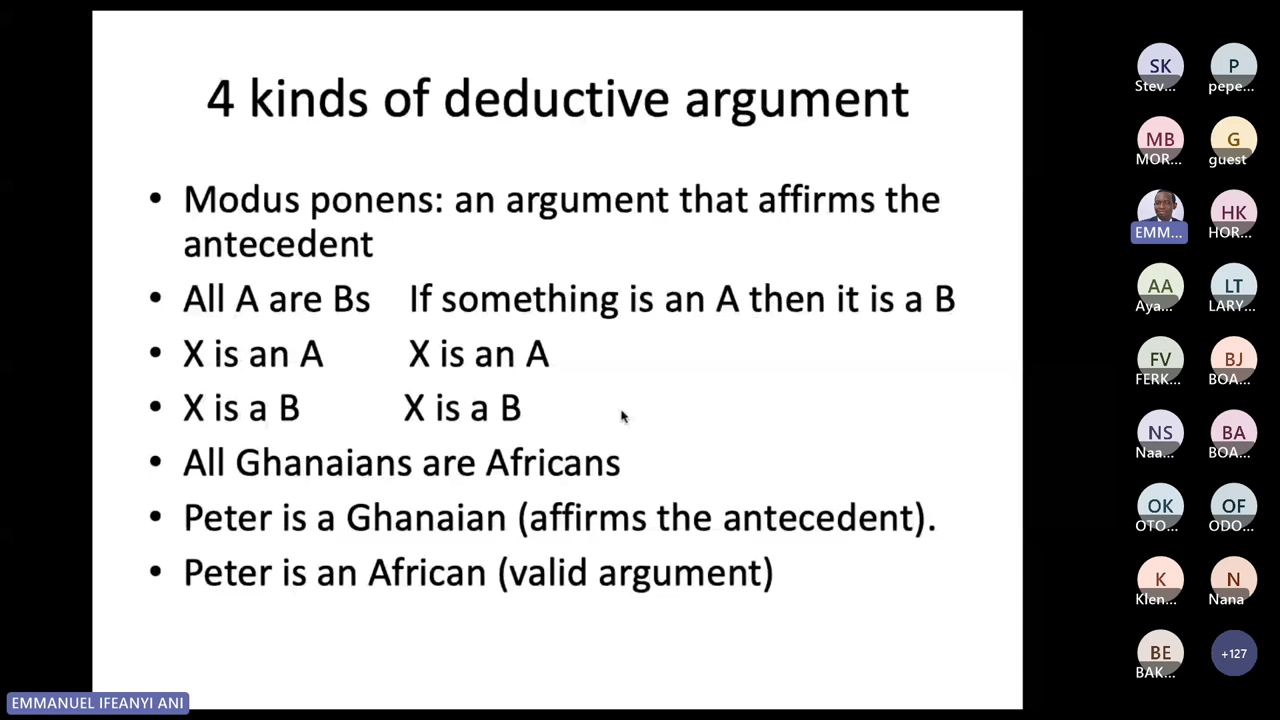 4 kinds of deductive argument
• Modus ponens: an argument that affirms the
antecedent
• All A are Bs If something is an A then it is a B
• X is an A X is an A
• X is a B X is a B
• All Ghanaians are Africans
• Peter is a Ghanaian (affirms the antecedent).
• Peter is an African (valid argument)
SK P
Stev... pepe...
MB G
MOR... guest
HK
EMM... HOR...
AA LT
Aya... LARY...
FV BJ
FERK... BOA...
NS BA
Naa... BOA...
OK OF
OTO... ODO...
K N
Klen... Nana
BE +127
BAK...
EMMANUEL IFEANYI ANI